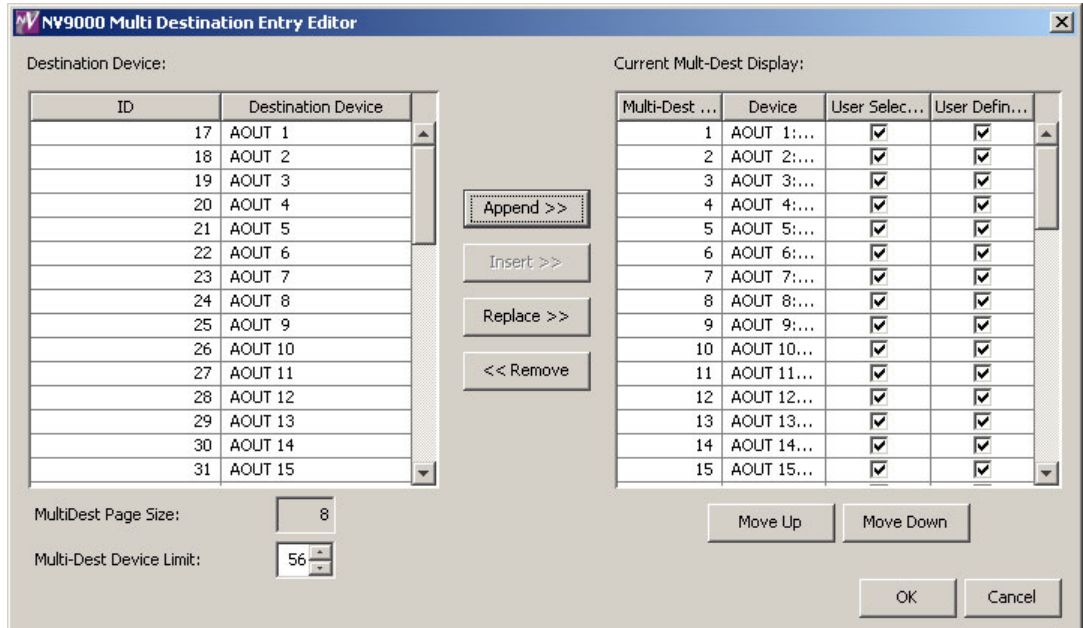 NV9000 Multi Destination Entry Editor
Destination Device:
Current Mult-Dest Display:
ID Destination Device
17 AOUT 1
18 AOUT 2
19 AOUT 3
20 AOUT 4
21 AOUT 5
22 AOUT 6
23 AOUT 7
24 AOUT 8
25 AOUT 9
26 AOUT 10
27 AOUT 11
28 AOUT 12
29 AOUT 13
30 AOUT 14
31 AOUT 15
Append >>
Insert >>
Replace >>
<< Remove
Multi-Dest ... Device User Selec... User Defin...
1 AOUT 1:...
2 AOUT 2:...
3 AOUT 3:...
4 AOUT 4:...
5 AOUT 5:...
6 AOUT 6:...
7 AOUT 7:...
8 AOUT 8:...
9 AOUT 9:...
10 AOUT 10...
11 AOUT 11...
12 AOUT 12...
13 AOUT 13...
14 AOUT 14...
15 AOUT 15...
MultiDest Page Size: 8
Multi-Dest Device Limit: 56
Move Up Move Down
OK Cancel